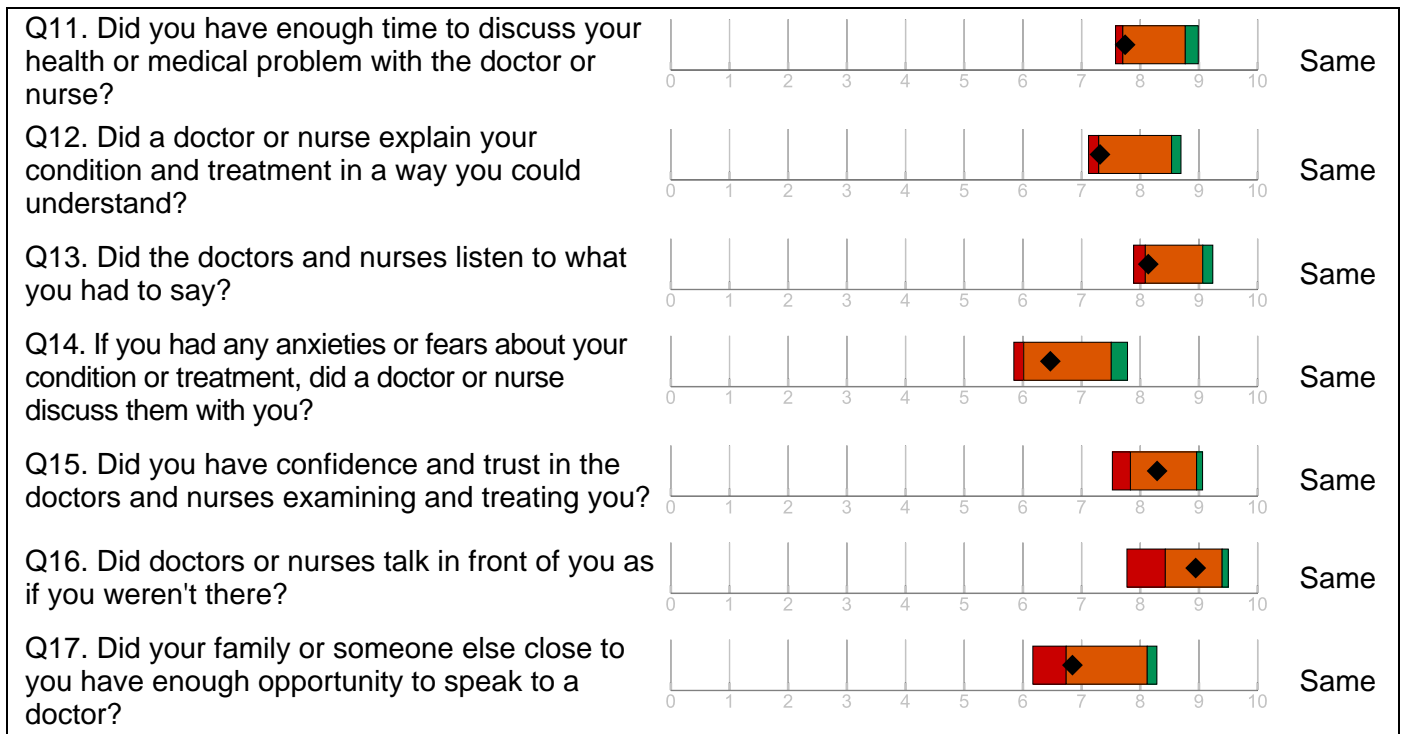 Q11. Did you have enough time to discuss your
health or medical problem with the doctor or
nurse?
0 1 2 3 4 5 6 7 8 9 10
Same
Q12. Did a doctor or nurse explain your
condition and treatment in a way you could
understand?
0 1 2 3 4 5 6 7 8 9 10
Same
Q13. Did the doctors and nurses listen to what
you had to say?
0 1 2 3 4 5 6 7 8 9 10
Same
Q14. If you had any anxieties or fears about your
condition or treatment, did a doctor or nurse
discuss them with you?
0 1 2 3 4 5 6 7 8 9 10
Same
Q15. Did you have confidence and trust in the
doctors and nurses examining and treating you?
0 1 2 3 4 5 6 7 8 9 10
Same
Q16. Did doctors or nurses talk in front of you as
if you weren't there?
0 1 2 3 4 5 6 7 8 9 10
Same
Q17. Did your family or someone else close to
you have enough opportunity to speak to a
doctor?
0 1 2 3 4 5 6 7 8 9 10
Same